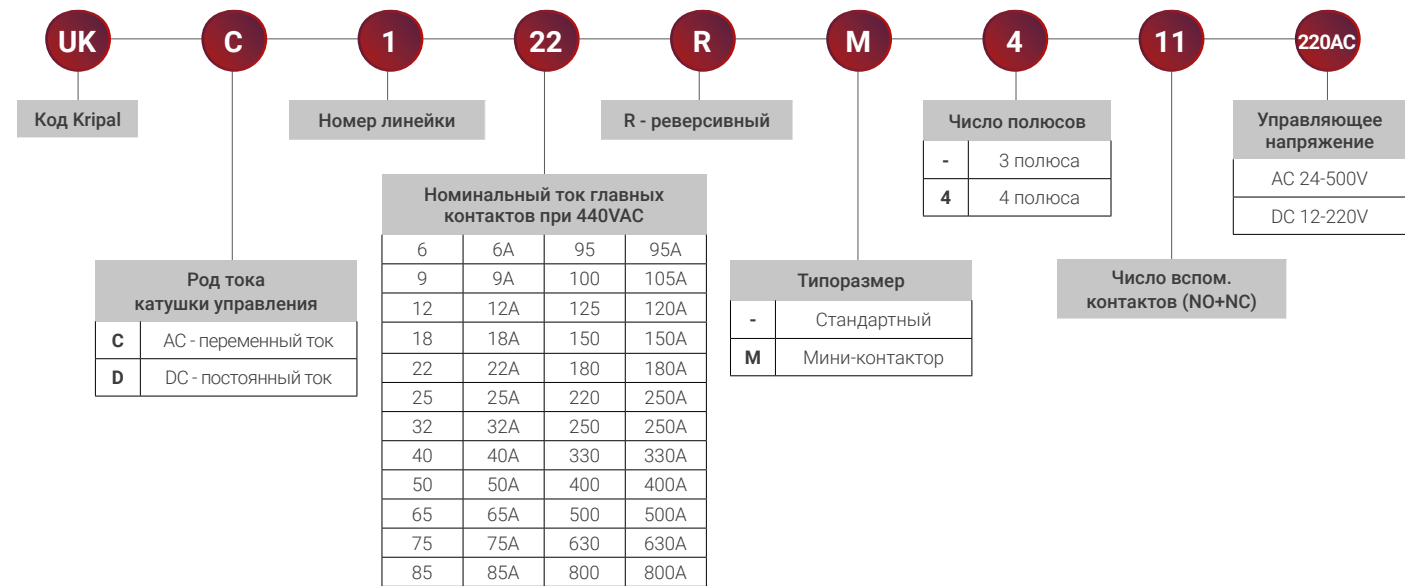 UK C 1 22 R M 4 11 220AC
Код Kripal
Номер линейки
R - реверсивный
Число полюсов
- 3 полюса
4 4 полюса
Управляющее
напряжение
AC 24-500V
DC 12-220V
Номинальный ток главных
контактов при 440VAC
6 6A 95 95A
9 9A 100 105A
12 12A 125 120A
18 18A 150 150A
22 22A 180 180A
25 25A 220 250A
32 32A 250 250A
40 40A 330 330A
50 50A 400 400A
65 65A 500 500A
75 75A 630 630A
85 85A 800 800A
Род тока
катушки управления
C AC - переменный ток
D DC - постоянный ток
Типоразмер
- Стандартный
M Мини-контактор
Число вспом.
контактов (NO+NC)